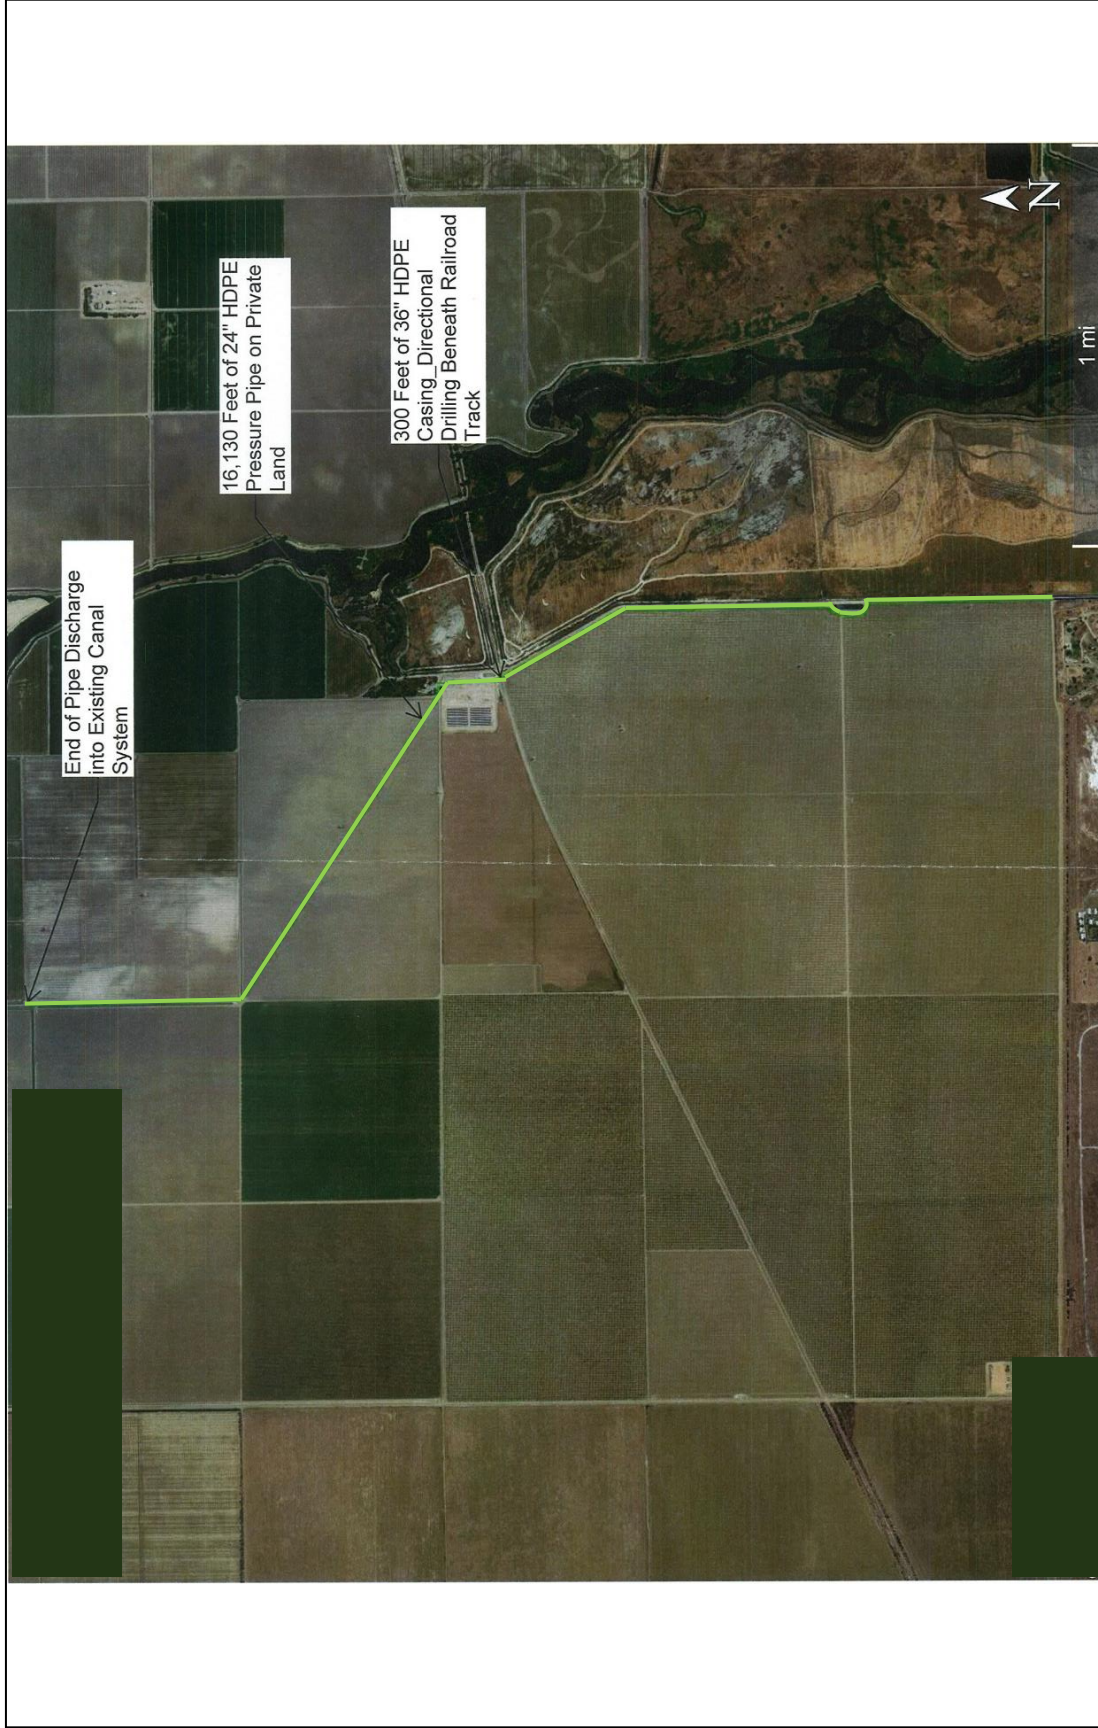 End of Pipe Discharge
into Existing Canal
System
16,130 Feet of 24" HDPE
Pressure Pipe on Private
Land
300 Feet of 36" HDPE
Casing_Directional
Drilling Beneath Railroad
Track
N
1 mi